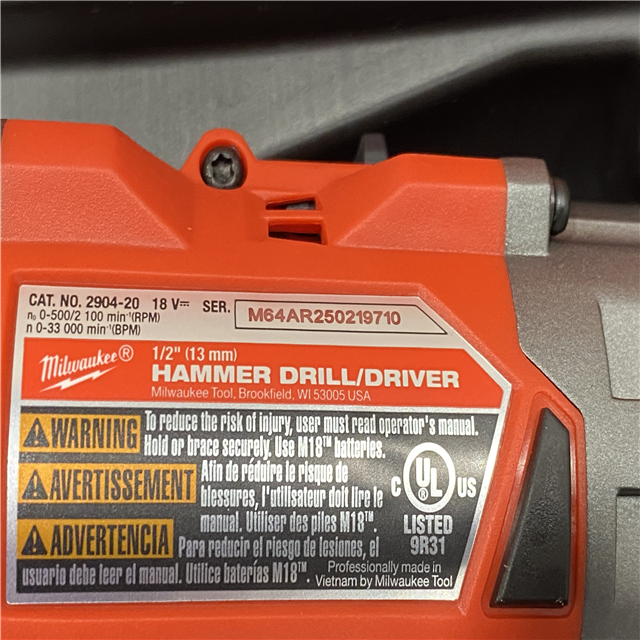 CAT. NO. 2904-20 18 V⎓ SER. M64AR250219710
n₀ 0-500/2 100 min⁻¹(RPM)
n 0-33 000 min⁻¹(BPM)
Milwaukee® 1/2" (13 mm)
HAMMER DRILL/DRIVER
Milwaukee Tool, Brookfield, WI 53005 USA
WARNING To reduce the risk of injury, user must read operator's manual.
Hold or brace securely. Use M18™ batteries.
AVERTISSEMENT Afin de réduire le risque de
blessures, l'utilisateur doit lire le
manual. Utiliser des piles M18™.
ADVERTENCIA Para reducir el riesgo de lesiones, el
usuario debe leer el manual. Utilice baterías M18™.
C UL® US
LISTED
9R31
Professionally made in
Vietnam by Milwaukee Tool